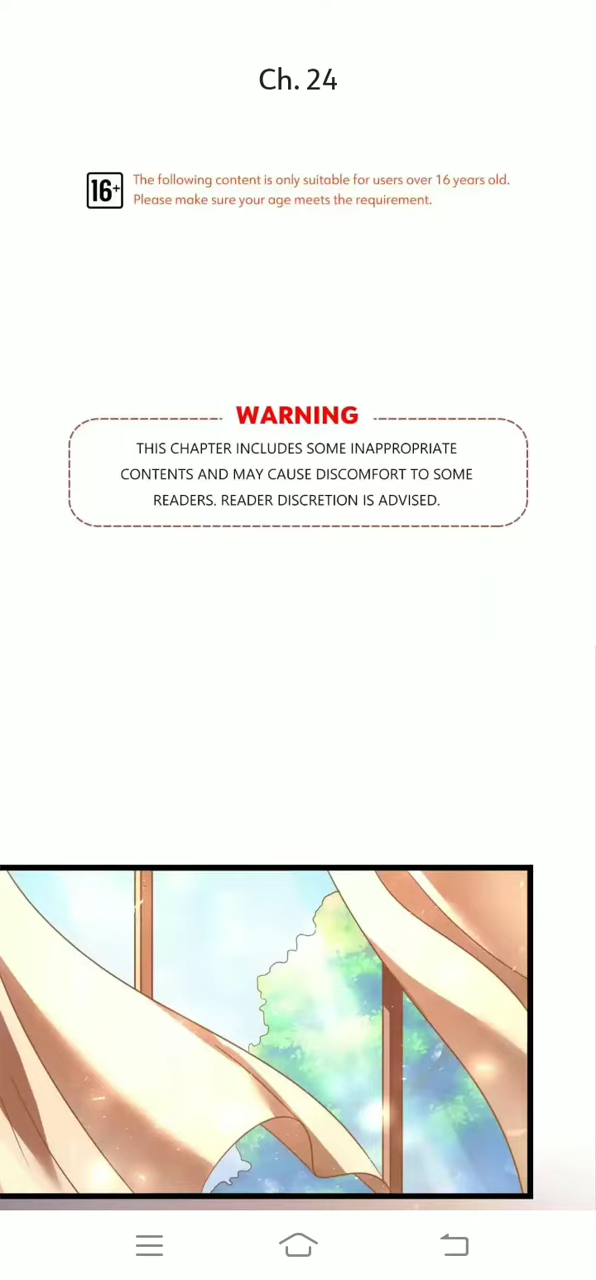 Ch. 24
16+
The following content is only suitable for users over 16 years old.
Please make sure your age meets the requirement.
WARNING
THIS CHAPTER INCLUDES SOME INAPPROPRIATE
CONTENTS AND MAY CAUSE DISCOMFORT TO SOME
READERS. READER DISCRETION IS ADVISED.